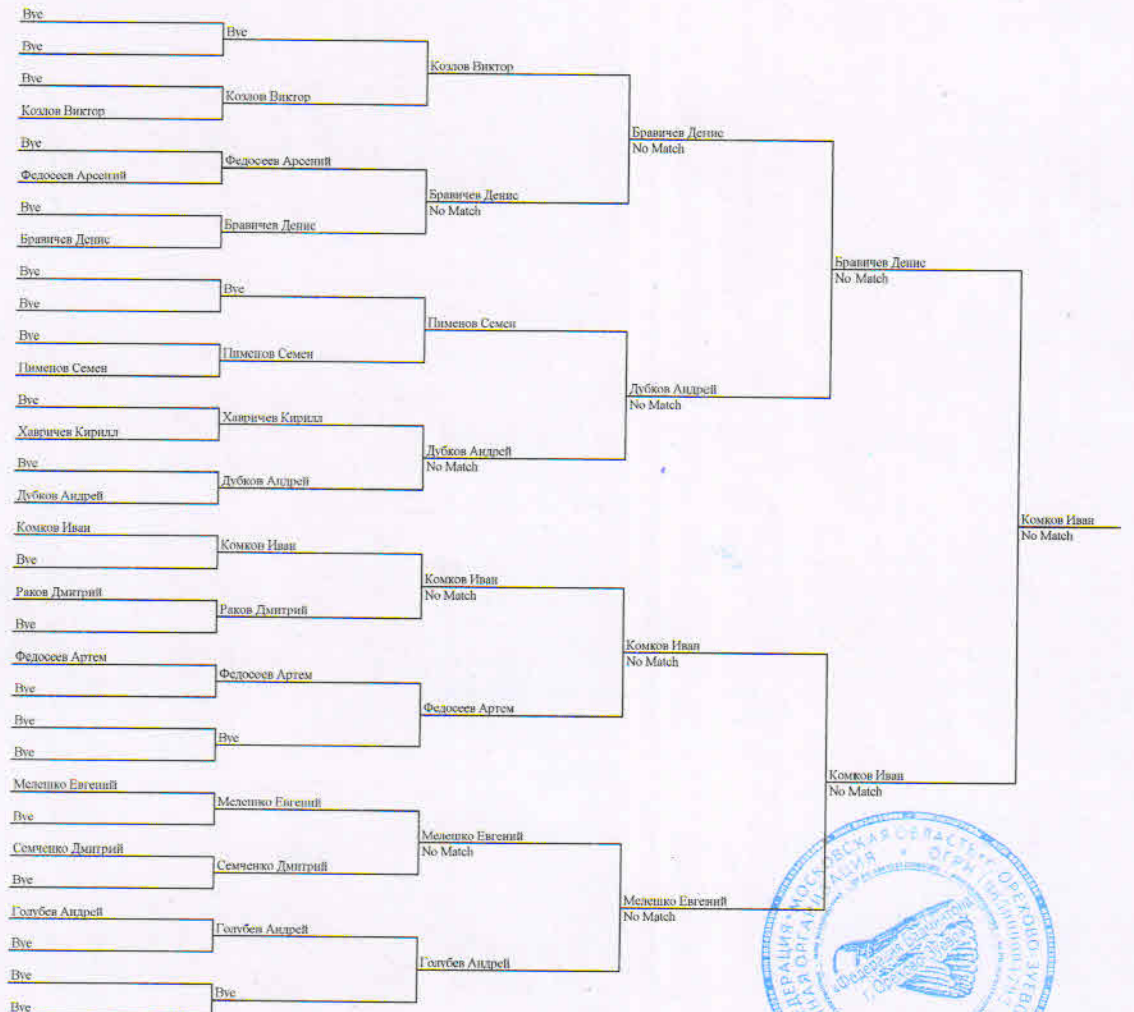 Bye
Bye
Bye
Козлов Виктор
Bye
Федосеев Арсений
Bye
Бравичев Денис
Bye
Bye
Bye
Пименов Семен
Bye
Хавричев Кирилл
Bye
Дубков Андрей
Комков Иван
Bye
Раков Дмитрий
Bye
Федосеев Артем
Bye
Bye
Bye
Мелешко Евгений
Bye
Семченко Дмитрий
Bye
Голубев Андрей
Bye
Bye
Bye
Bye
Козлов Виктор
Федосеев Арсений
Бравичев Денис
Bye
Пименов Семен
Хавричев Кирилл
Дубков Андрей
Комков Иван
Раков Дмитрий
Федосеев Артем
Bye
Мелешко Евгений
Семченко Дмитрий
Голубев Андрей
Bye
Козлов Виктор
Бравичев Денис
No Match
Пименов Семен
Дубков Андрей
No Match
Комков Иван
No Match
Федосеев Артем
Мелешко Евгений
No Match
Голубев Андрей
Бравичев Денис
No Match
Дубков Андрей
No Match
Комков Иван
No Match
Мелешко Евгений
No Match
Бравичев Денис
No Match
Комков Иван
No Match
Комков Иван
No Match
МОСКОВСКАЯ ОБЛАСТЬ